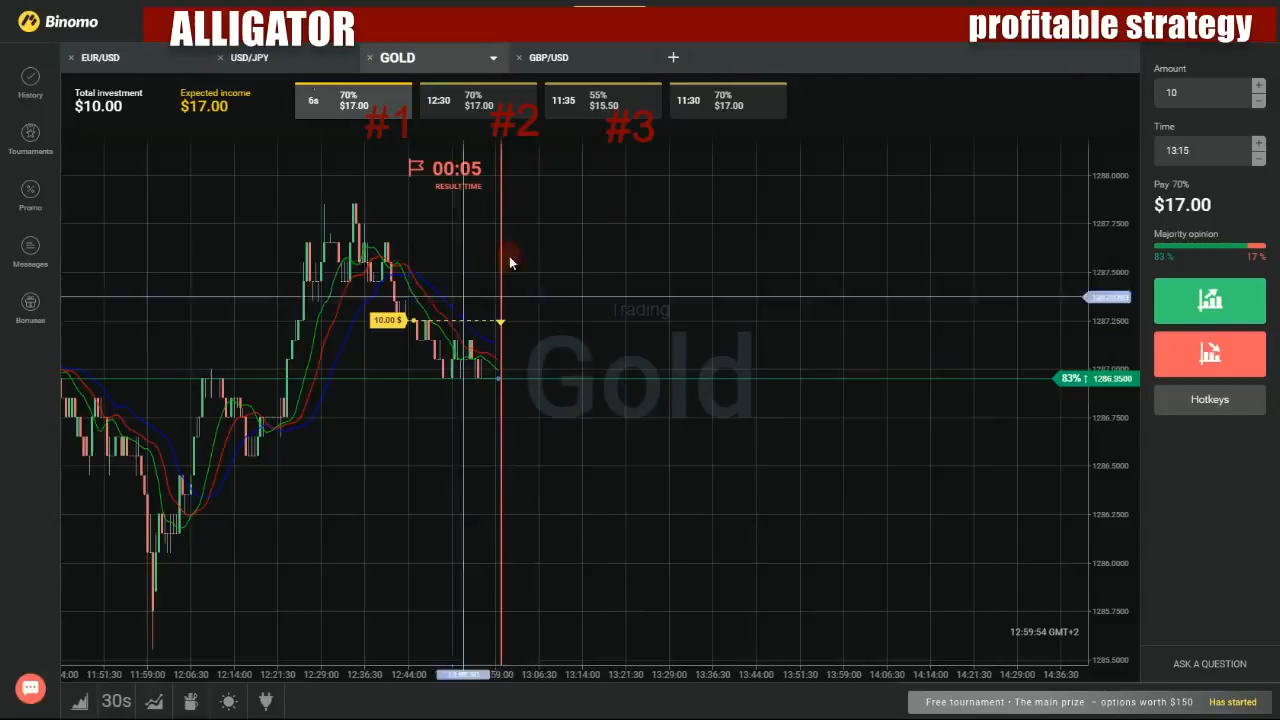 Binomo
ALLIGATOR
profitable strategy
EUR/USD
USD/JPY
GOLD
GBP/USD
Total investment
$10.00
Expected income
$17.00
6s
70%
$17.00
12:30
70%
$17.00
11:35
55%
$15.50
11:30
70%
$17.00
#1
#2
#3
History
Tournaments
Promo
Messages
Bonuses
00:05
RESULT TIME
10.00 $
Trading
Gold
1288.0000
1287.7500
1287.5000
1287.2500
83% ↑ 1286.9500
1286.7500
1286.5000
1286.2500
1286.0000
1285.7500
1285.5000
12:59:54 GMT+2
11:51:30
11:59:00
12:06:30
12:14:00
12:21:30
12:29:00
12:36:30
12:44:00
13:06:30
13:14:00
13:21:30
13:29:00
13:36:30
13:44:00
13:51:30
13:59:00
14:06:30
14:14:00
14:21:30
14:29:00
14:36:30
30s
Amount
10
+
−
Time
13:15
+
−
Pay 70%
$17.00
Majority opinion
83 %
17 %
Hotkeys
ASK A QUESTION
Free tournament · The main prize – options worth $150 Has started